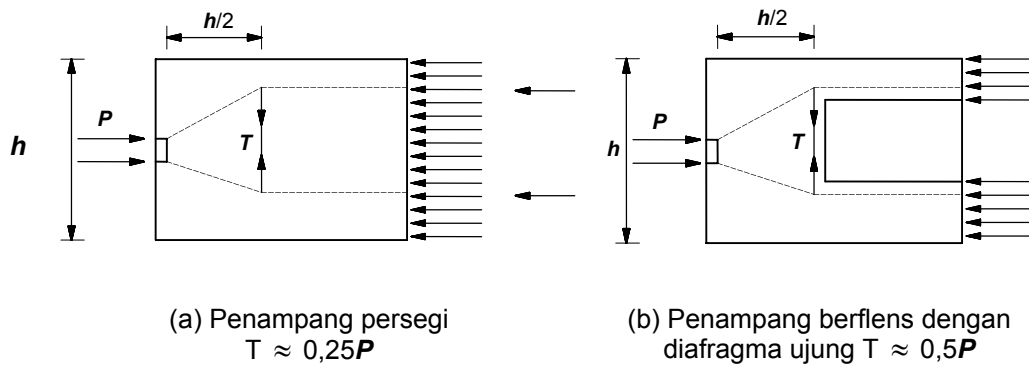 h/2
P
h
T
(a) Penampang persegi
T ≈ 0,25P
h/2
P
h
T
(b) Penampang berflens dengan
diafragma ujung T ≈ 0,5P